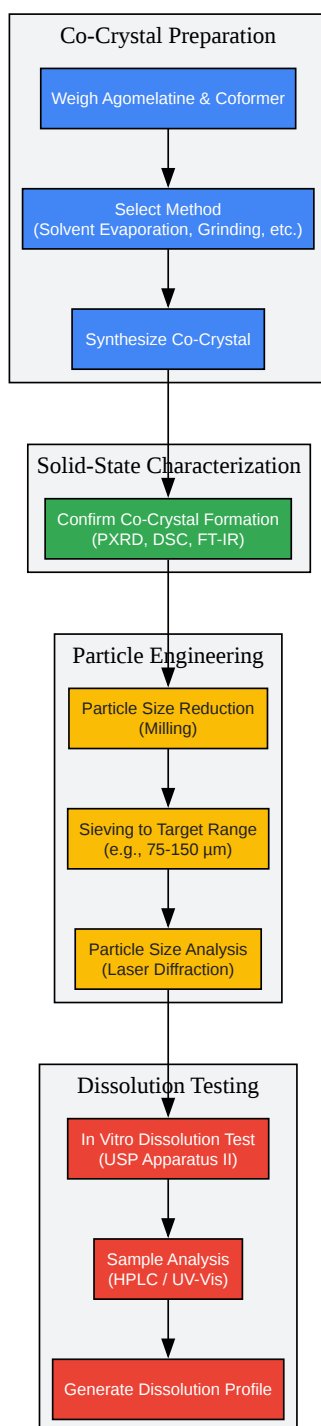 Co-Crystal Preparation
Weigh Agomelatine & Coformer
Select Method
(Solvent Evaporation, Grinding, etc.)
Synthesize Co-Crystal
Solid-State Characterization
Confirm Co-Crystal Formation
(PXRD, DSC, FT-IR)
Particle Engineering
Particle Size Reduction
(Milling)
Sieving to Target Range
(e.g., 75-150 µm)
Particle Size Analysis
(Laser Diffraction)
Dissolution Testing
In Vitro Dissolution Test
(USP Apparatus II)
Sample Analysis
(HPLC / UV-Vis)
Generate Dissolution Profile